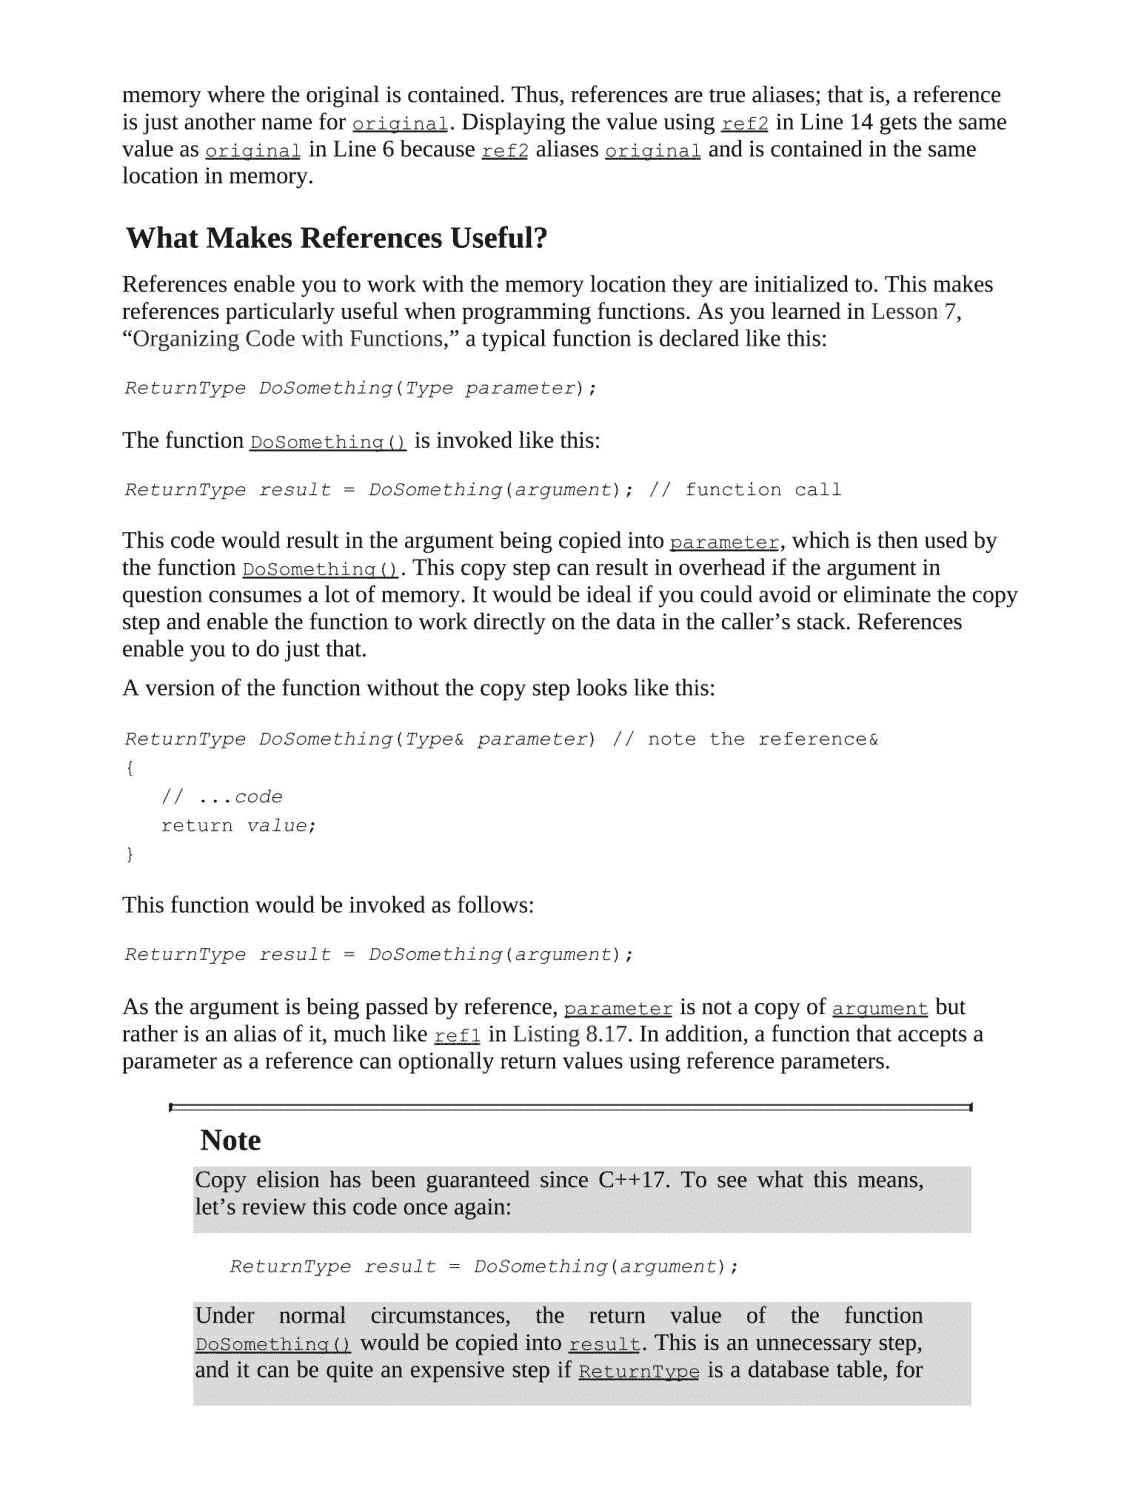 memory where the original is contained. Thus, references are true aliases; that is, a reference
is just another name for original. Displaying the value using ref2 in Line 14 gets the same
value as original in Line 6 because ref2 aliases original and is contained in the same
location in memory.
What Makes References Useful?
References enable you to work with the memory location they are initialized to. This makes
references particularly useful when programming functions. As you learned in Lesson 7,
“Organizing Code with Functions,” a typical function is declared like this:
ReturnType DoSomething(Type parameter);
The function DoSomething() is invoked like this:
ReturnType result = DoSomething(argument); // function call
This code would result in the argument being copied into parameter, which is then used by
the function DoSomething(). This copy step can result in overhead if the argument in
question consumes a lot of memory. It would be ideal if you could avoid or eliminate the copy
step and enable the function to work directly on the data in the caller’s stack. References
enable you to do just that.
A version of the function without the copy step looks like this:
ReturnType DoSomething(Type& parameter) // note the reference&
{
// ...code
return value;
}
This function would be invoked as follows:
ReturnType result = DoSomething(argument);
As the argument is being passed by reference, parameter is not a copy of argument but
rather is an alias of it, much like ref1 in Listing 8.17. In addition, a function that accepts a
parameter as a reference can optionally return values using reference parameters.
Note
Copy elision has been guaranteed since C++17. To see what this means,
let’s review this code once again:
ReturnType result = DoSomething(argument);
Under normal circumstances, the return value of the function
DoSomething() would be copied into result. This is an unnecessary step,
and it can be quite an expensive step if ReturnType is a database table, for